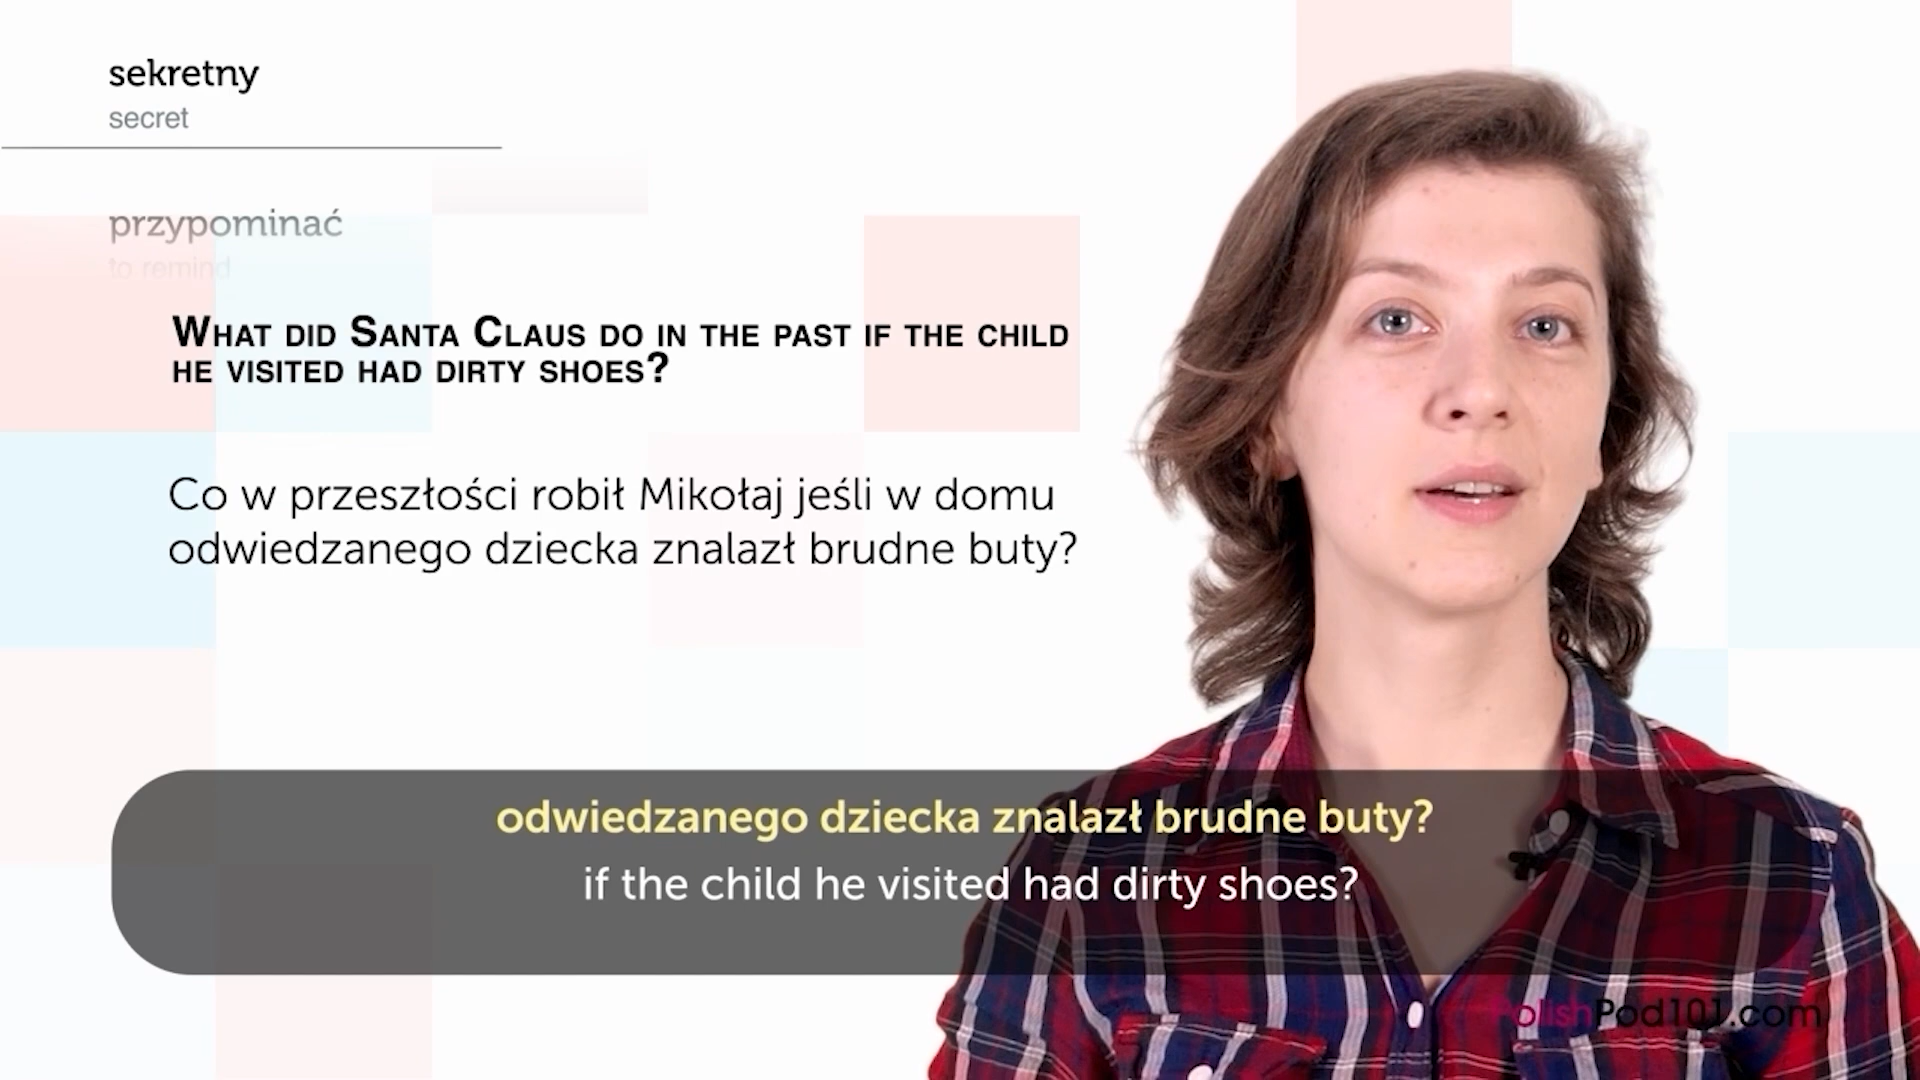 sekretny
secret
przypominać
to remind
What did Santa Claus do in the past if the child
he visited had dirty shoes?
Co w przeszłości robił Mikołaj jeśli w domu
odwiedzanego dziecka znalazł brudne buty?
odwiedzanego dziecka znalazł brudne buty?
if the child he visited had dirty shoes?
PolishPod101.com